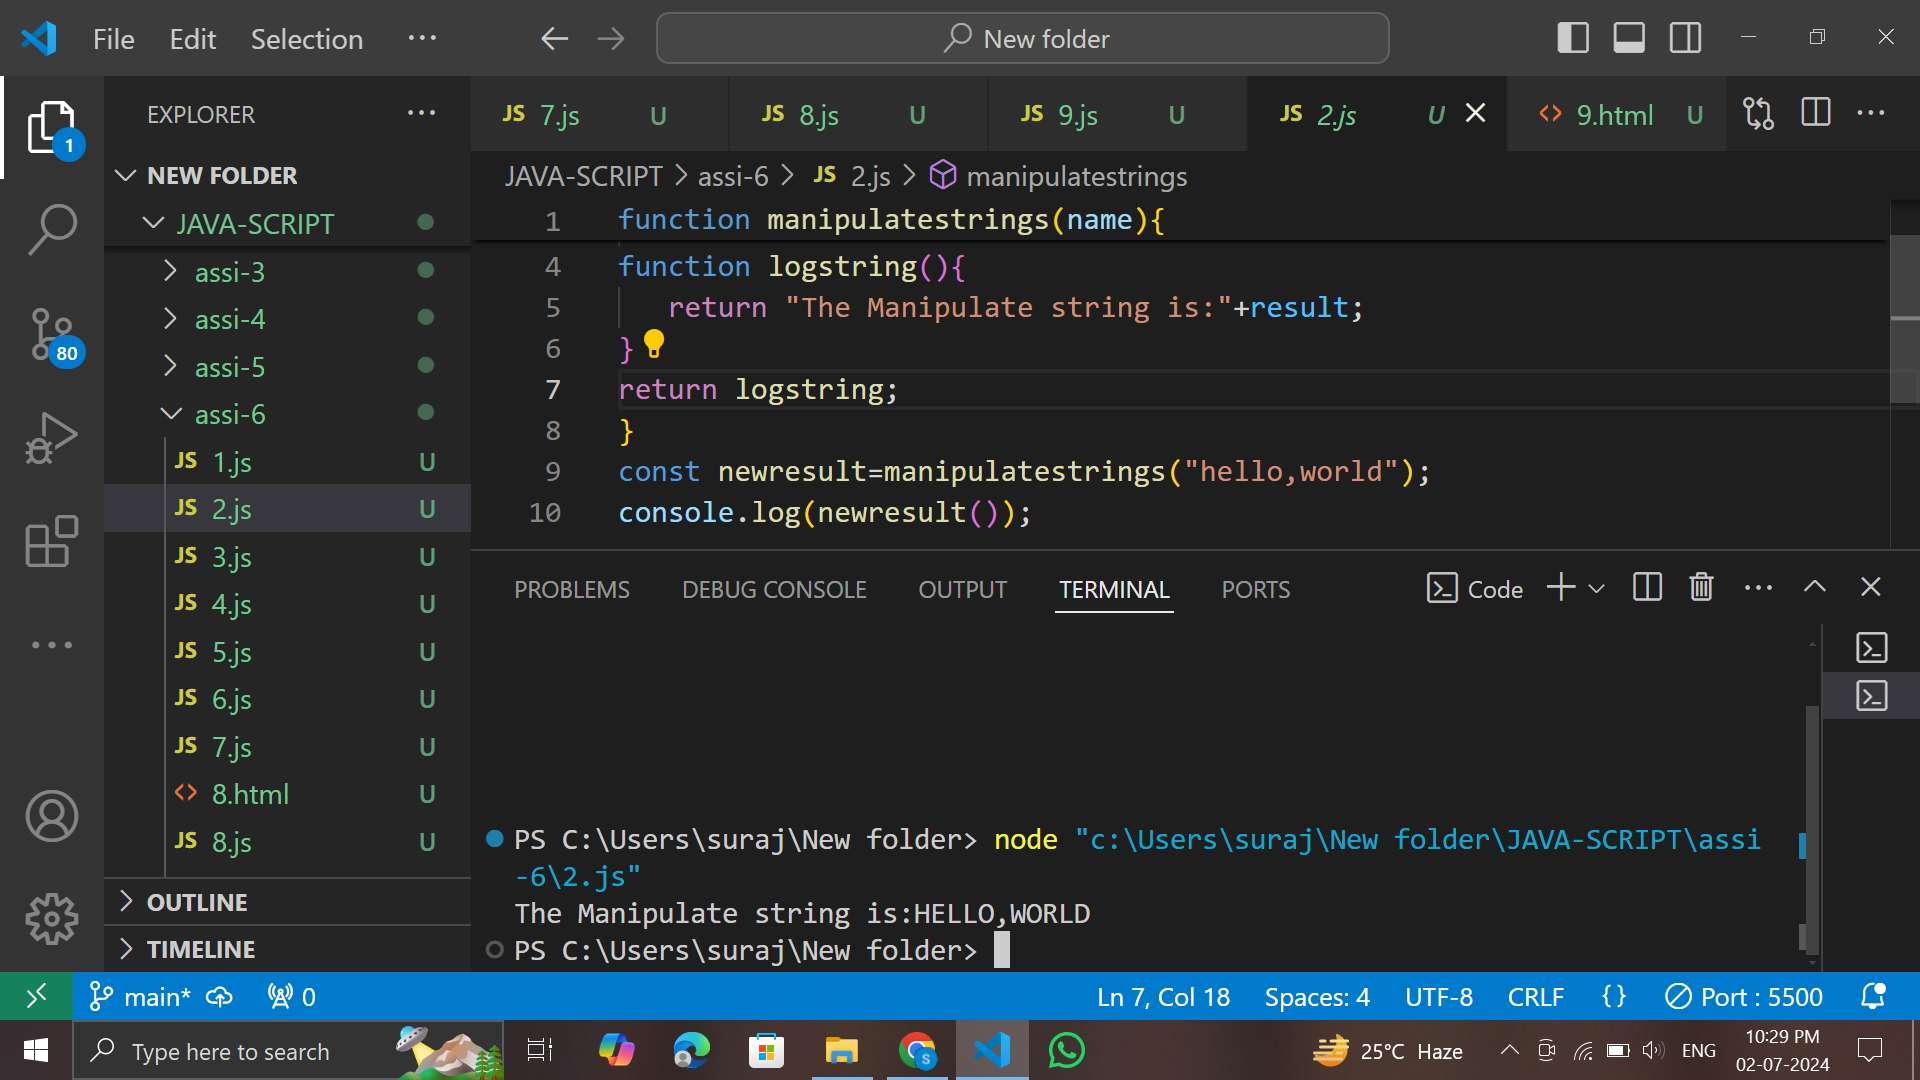 File Edit Selection ···
New folder
EXPLORER ···
1
NEW FOLDER
JAVA-SCRIPT
assi-3
assi-4
80
assi-5
assi-6
JS 1.js U
JS 2.js U
JS 3.js U
JS 4.js U
JS 5.js U
JS 6.js U
JS 7.js U
<> 8.html U
JS 8.js U
OUTLINE
TIMELINE
JS 7.js U JS 8.js U JS 9.js U JS 2.js U <> 9.html U ···
JAVA-SCRIPT > assi-6 > JS 2.js > manipulatestrings
1 function manipulatestrings(name){
4 function logstring(){
5 return "The Manipulate string is:"+result;
6 }
7 return logstring;
8 }
9 const newresult=manipulatestrings("hello,world");
10 console.log(newresult());
PROBLEMS DEBUG CONSOLE OUTPUT TERMINAL PORTS Code
PS C:\Users\suraj\New folder> node "c:\Users\suraj\New folder\JAVA-SCRIPT\assi
-6\2.js"
The Manipulate string is:HELLO,WORLD
PS C:\Users\suraj\New folder>
main* 0 Ln 7, Col 18 Spaces: 4 UTF-8 CRLF {} Port : 5500
Type here to search
S
25°C Haze
ENG
10:29 PM
02-07-2024